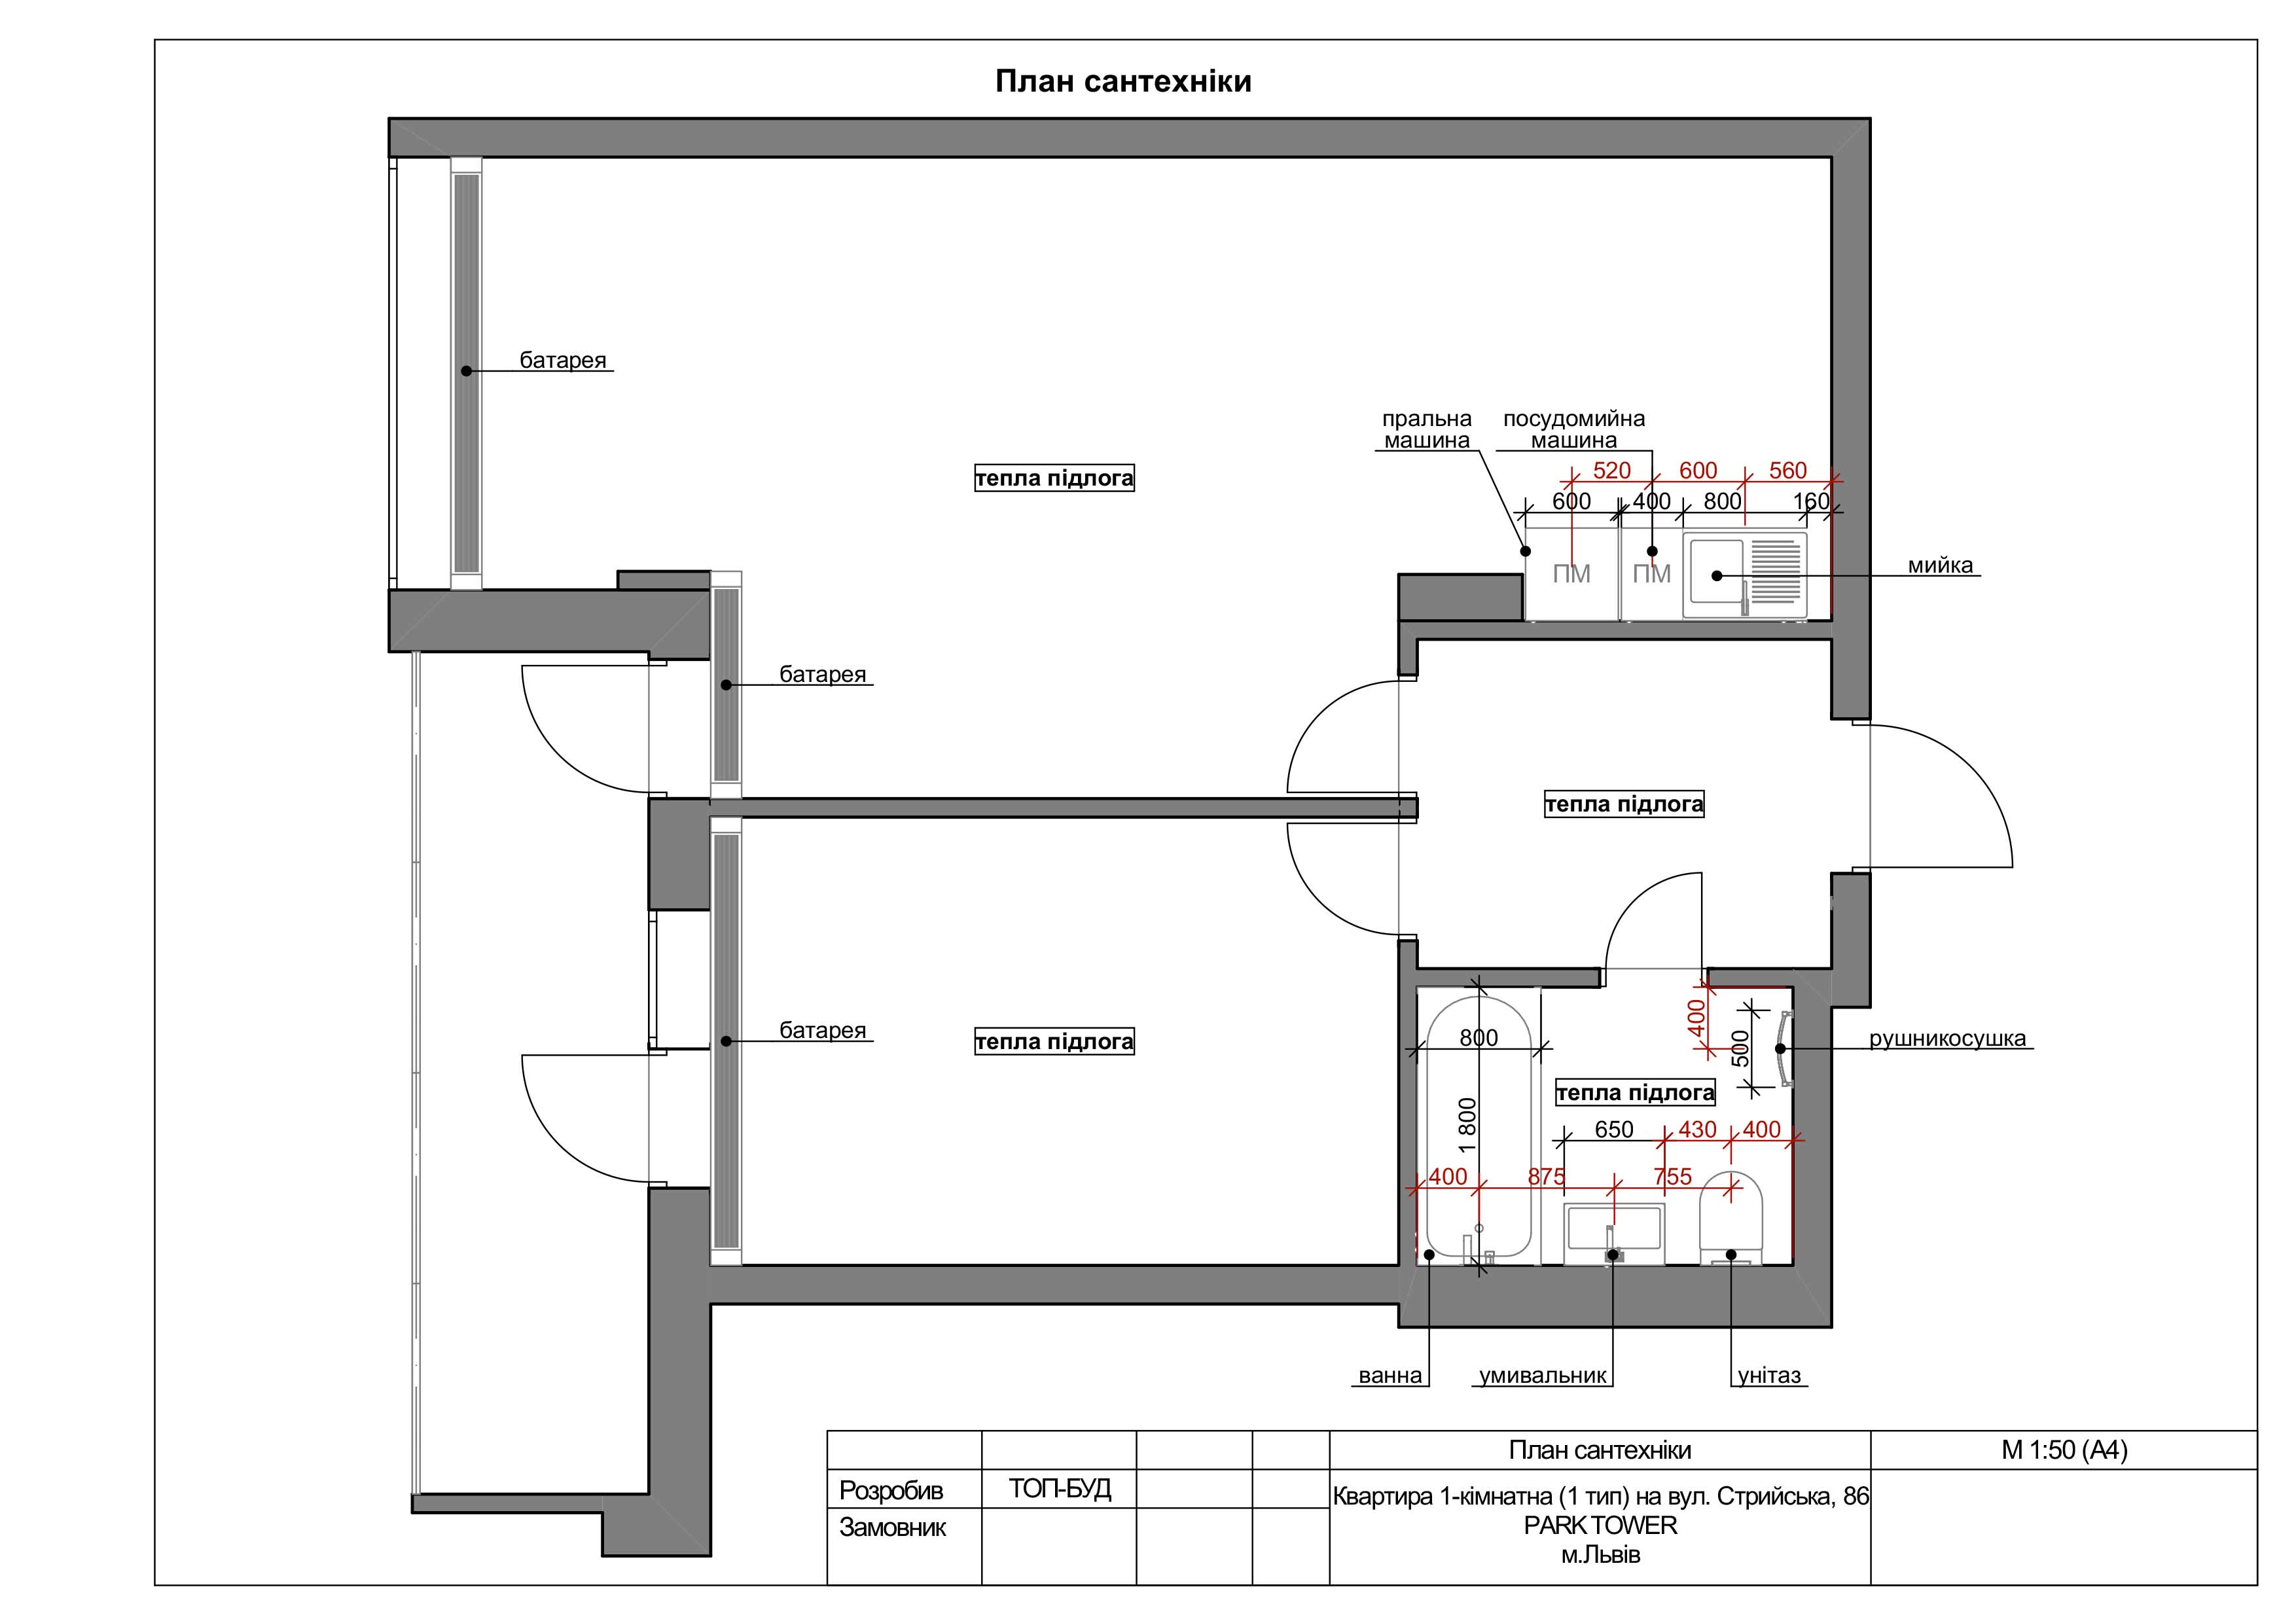 План сантехніки
батарея
пральна
машина
посудомийна
машина
520
600
560
600
400
800
160
тепла підлога
ПМ
ПМ
мийка
батарея
тепла підлога
батарея
тепла підлога
400
800
500
рушникосушка
тепла підлога
1 800
650
430
400
400
875
755
ванна
умивальник
унітаз
План сантехніки
М 1:50 (А4)
Розробив
ТОП-БУД
Замовник
Квартира 1-кімнатна (1 тип) на вул. Стрийська, 86
PARK TOWER
м.Львів